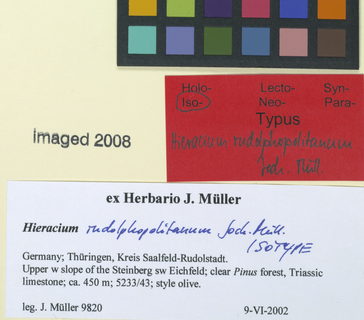 Holo- Lecto- Syn-
Iso- Neo- Para-
Typus
Hieracium rudolphopolitanum
Joch. Müll.
imaged 2008
ex Herbario J. Müller
Hieracium rudolphopolitanum Joch. Müll.
ISOTYPE
Germany; Thüringen, Kreis Saalfeld-Rudolstadt.
Upper w slope of the Steinberg sw Eichfeld; clear Pinus forest, Triassic
limestone; ca. 450 m; 5233/43; style olive.
leg. J. Müller 9820 9-VI-2002